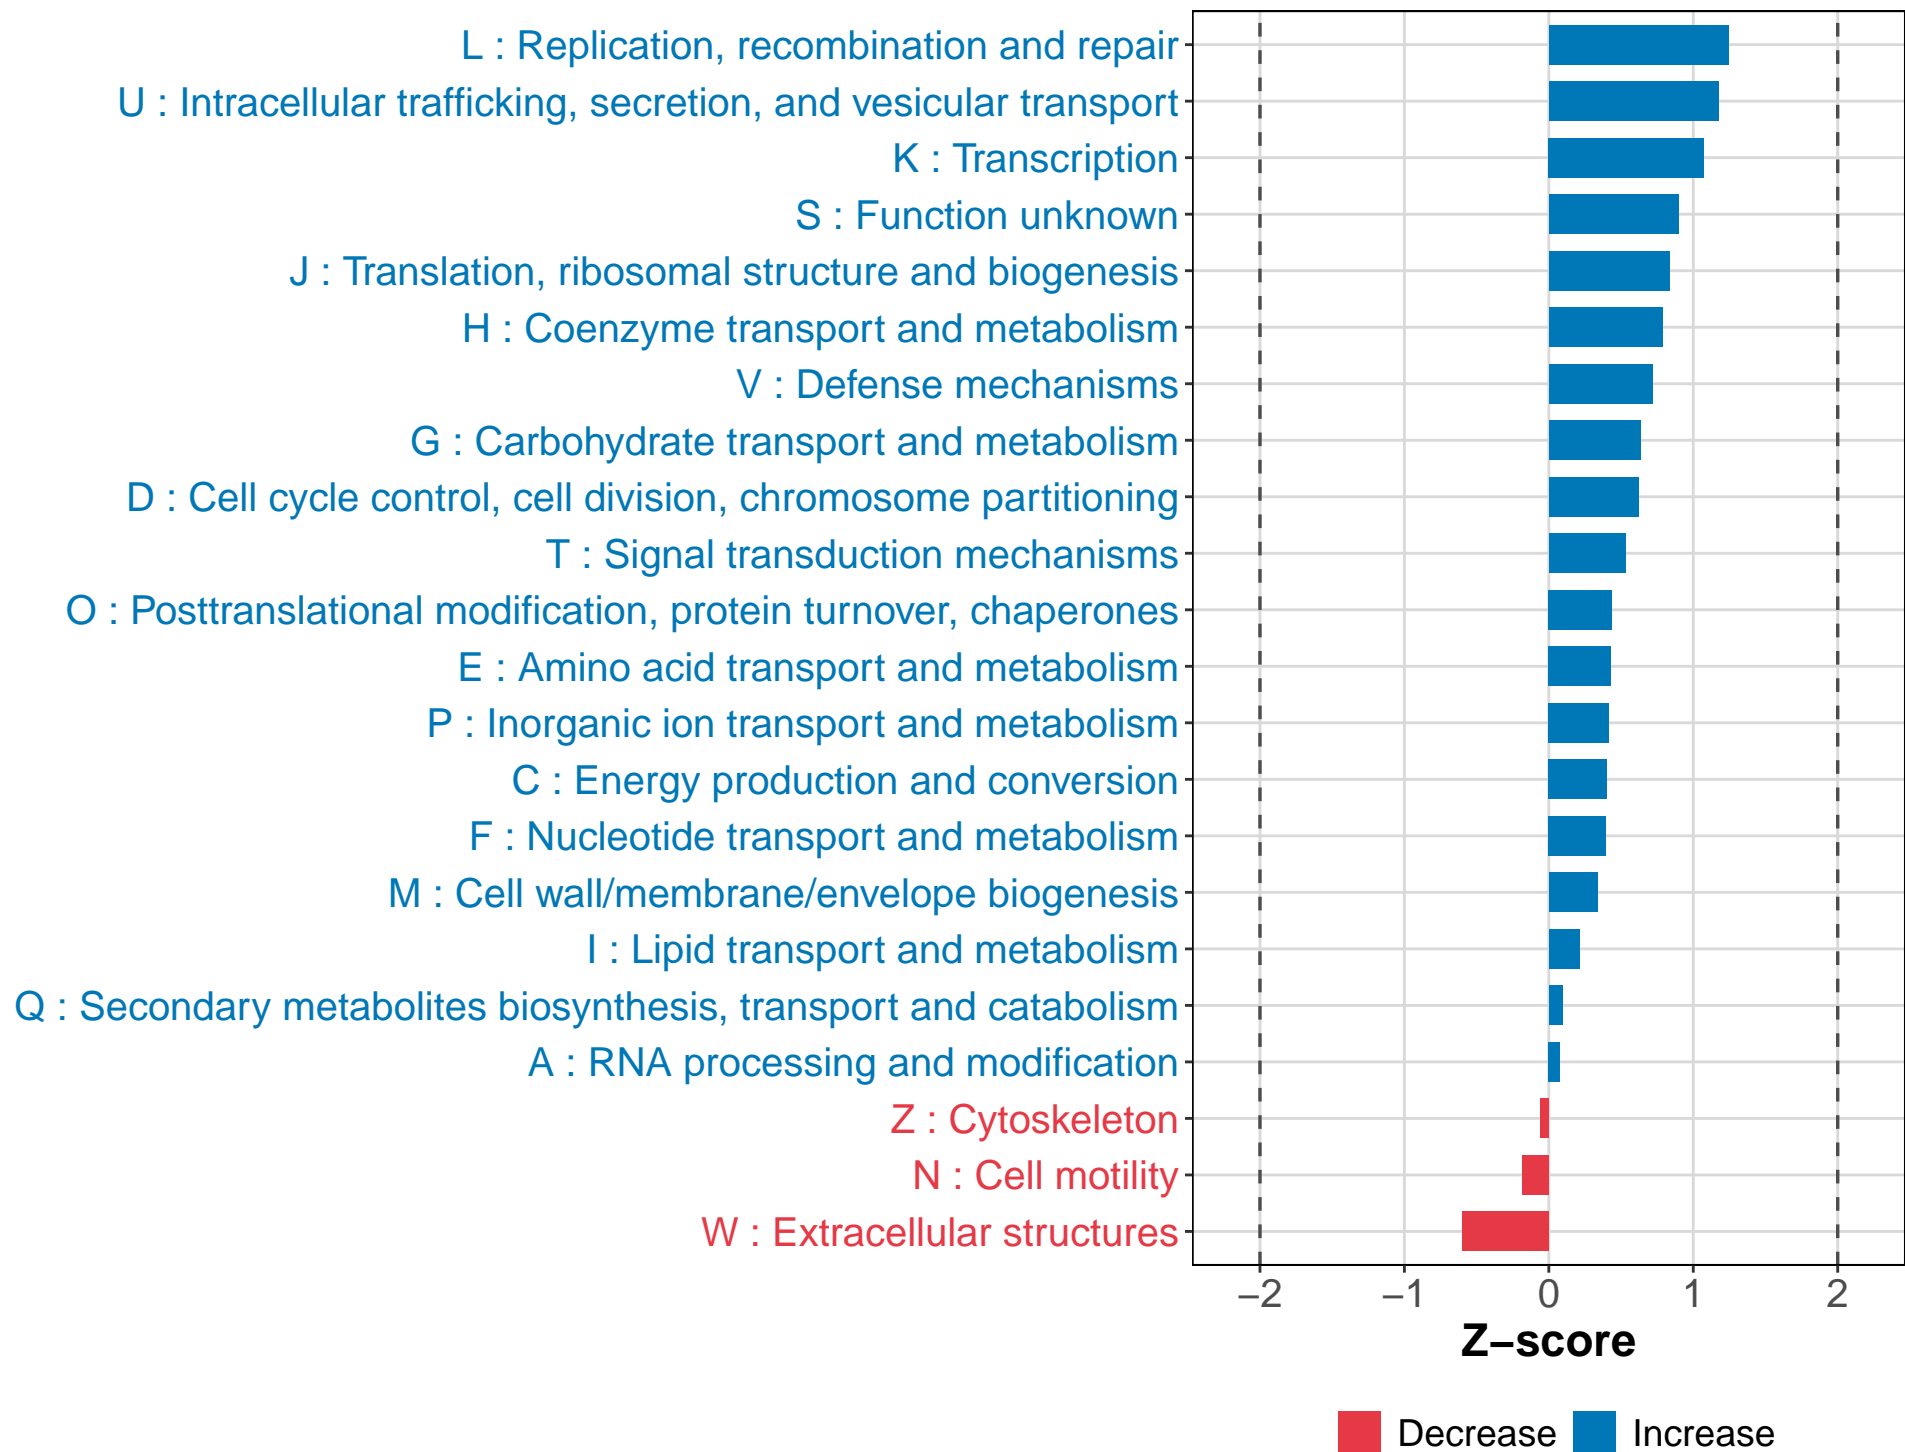 L : Replication, recombination and repair
U : Intracellular trafficking, secretion, and vesicular transport
K : Transcription
S : Function unknown
J : Translation, ribosomal structure and biogenesis
H : Coenzyme transport and metabolism
V : Defense mechanisms
G : Carbohydrate transport and metabolism
D : Cell cycle control, cell division, chromosome partitioning
T : Signal transduction mechanisms
O : Posttranslational modification, protein turnover, chaperones
E : Amino acid transport and metabolism
P : Inorganic ion transport and metabolism
C : Energy production and conversion
F : Nucleotide transport and metabolism
M : Cell wall/membrane/envelope biogenesis
I : Lipid transport and metabolism
Q : Secondary metabolites biosynthesis, transport and catabolism
A : RNA processing and modification
Z : Cytoskeleton
N : Cell motility
W : Extracellular structures
−2 −1 0 1 2
Z−score
Decrease Increase